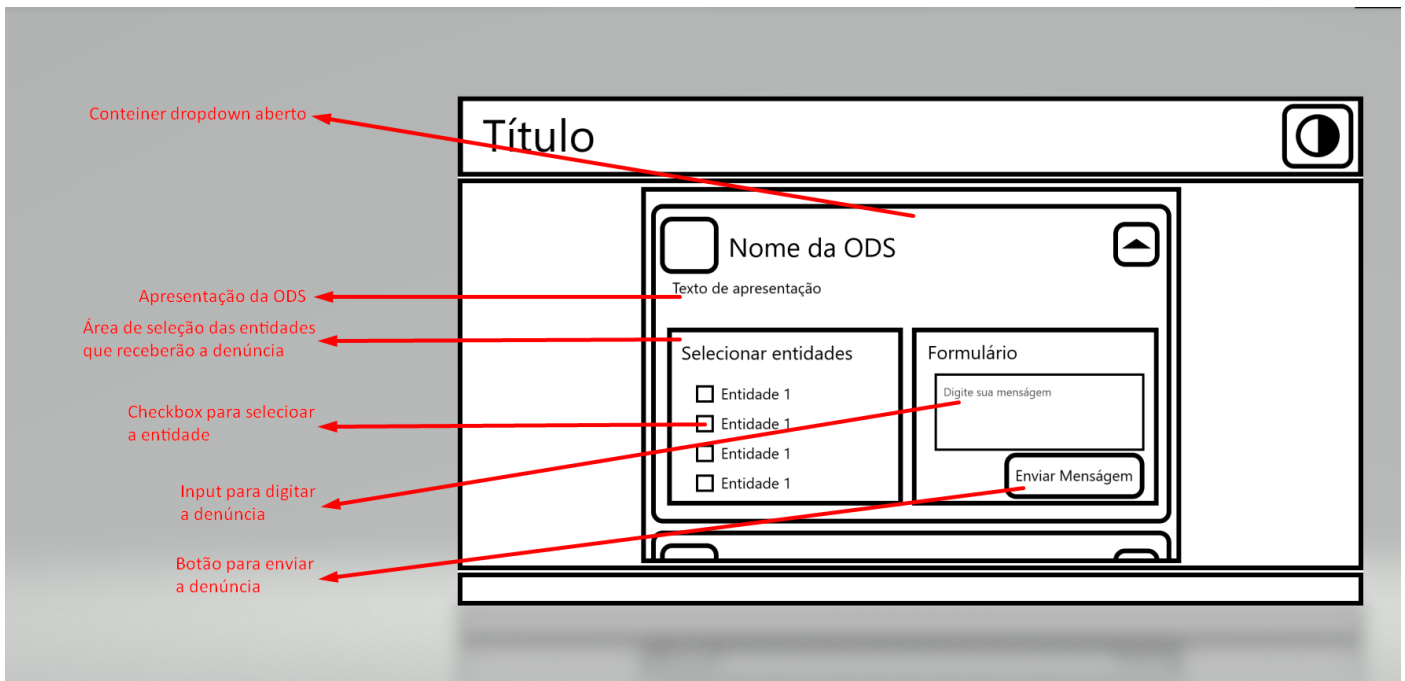 Conteiner dropdown aberto
Título
Nome da ODS
Texto de apresentação
Apresentação da ODS
Área de seleção das entidades
que receberão a denúncia
Selecionar entidades
Formulário
Entidade 1
Digite sua menságem
Checkbox para selecioar
a entidade
Entidade 1
Entidade 1
Entidade 1
Enviar Menságem
Input para digitar
a denúncia
Botão para enviar
a denúncia